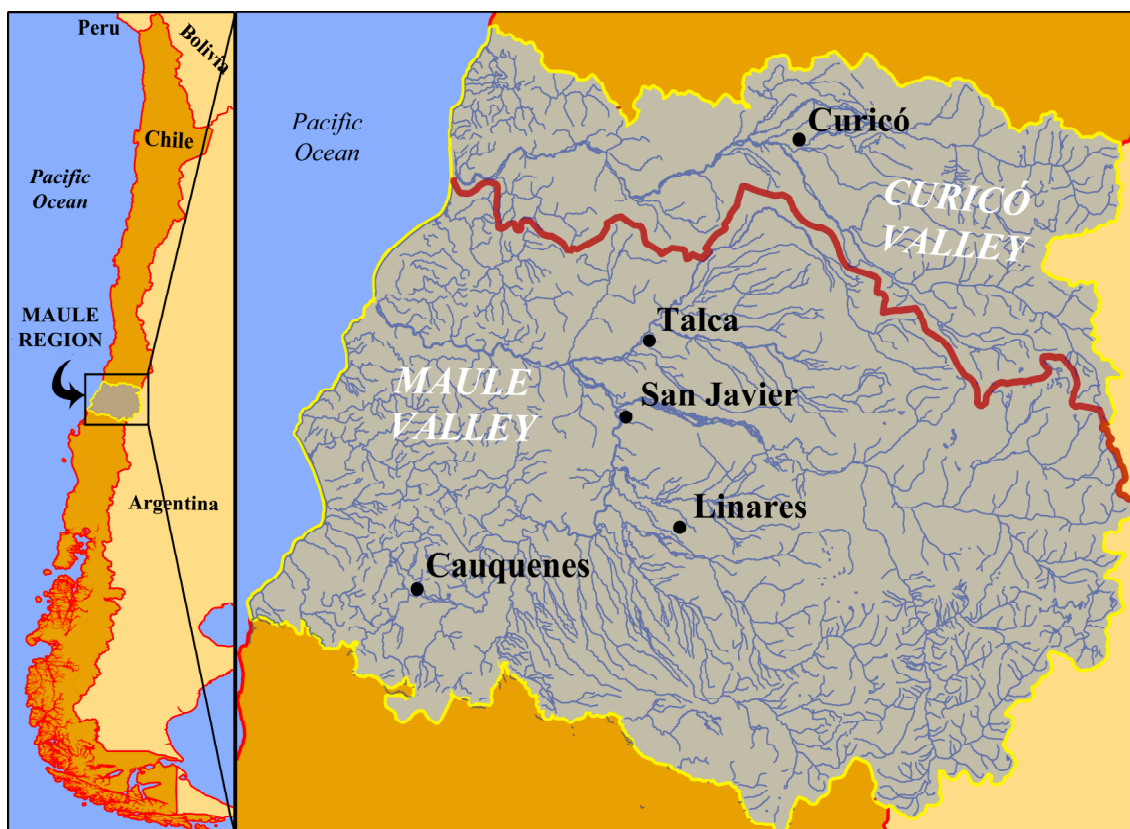 Peru
Bolivia
Chile
Pacific
Ocean
MAULE
REGION
Argentina
Pacific
Ocean
Curicó
CURICÓ
VALLEY
Talca
MAULE
VALLEY
San Javier
Linares
Cauquenes